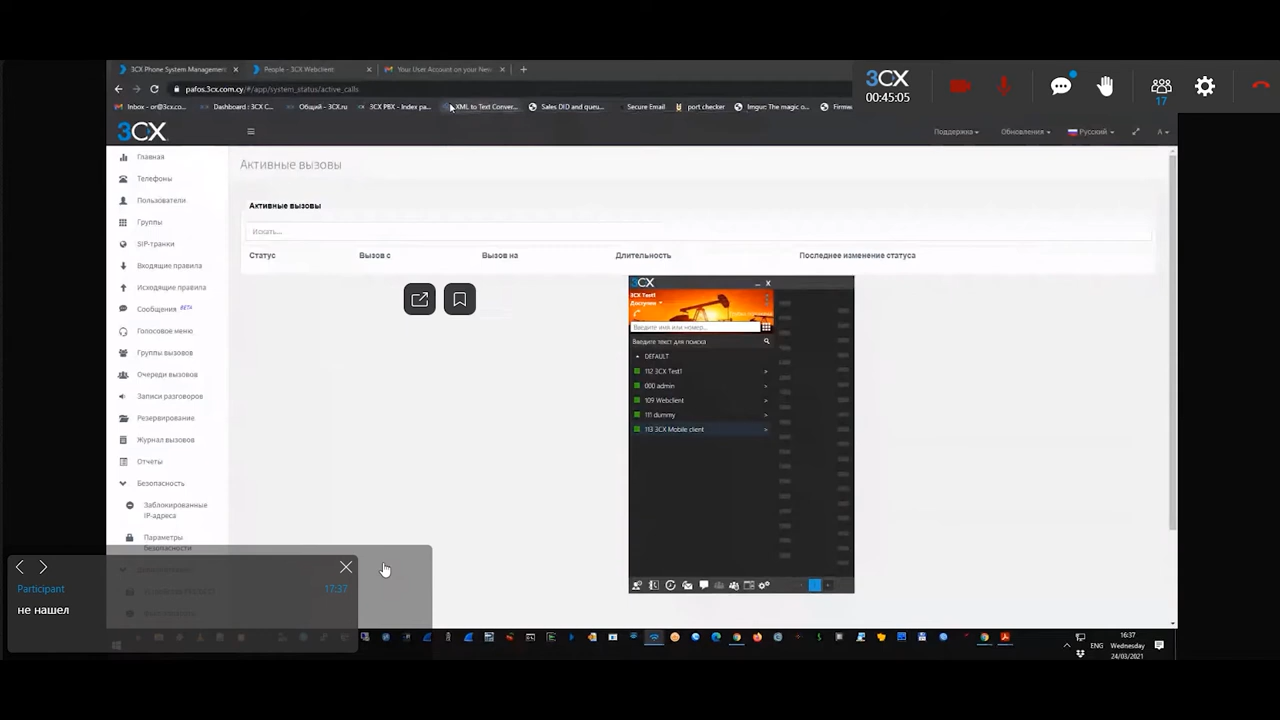 3CX Phone System Management
People - 3CX Webclient
Your User Account on your New
pafos.3cx.com.cy/#/app/system_status/active_calls
Inbox - or@3cx.co...
Dashboard : 3CX C...
Общий - 3CX.ru
3CX PBX - Index pa...
XML to Text Conver...
Sales DID and queu...
Secure Email
port checker
Imgur: The magic o...
Firmw
3CX
00:45:05
17
3CX
Поддержка
Обновления
Русский
A
Главная
Телефоны
Пользователи
Группы
SIP-транки
Входящие правила
Исходящие правила
Сообщения BETA
Голосовое меню
Группы вызовов
Очереди вызовов
Записи разговоров
Резервирование
Журнал вызовов
Отчеты
Безопасность
Заблокированные
IP-адреса
Параметры
Безопасности
Активные вызовы
Активные вызовы
Искать...
Статус
Вызов с
Вызов на
Длительность
Последнее изменение статуса
3CX
3CX Test1
Доступен
Введите имя или номер...
Введите текст для поиска
DEFAULT
112 3CX Test1
000 admin
109 Webclient
111 dummy
113 3CX Mobile client
Participant
17:37
не нашел
ENG
16:37
Wednesday
24/03/2021